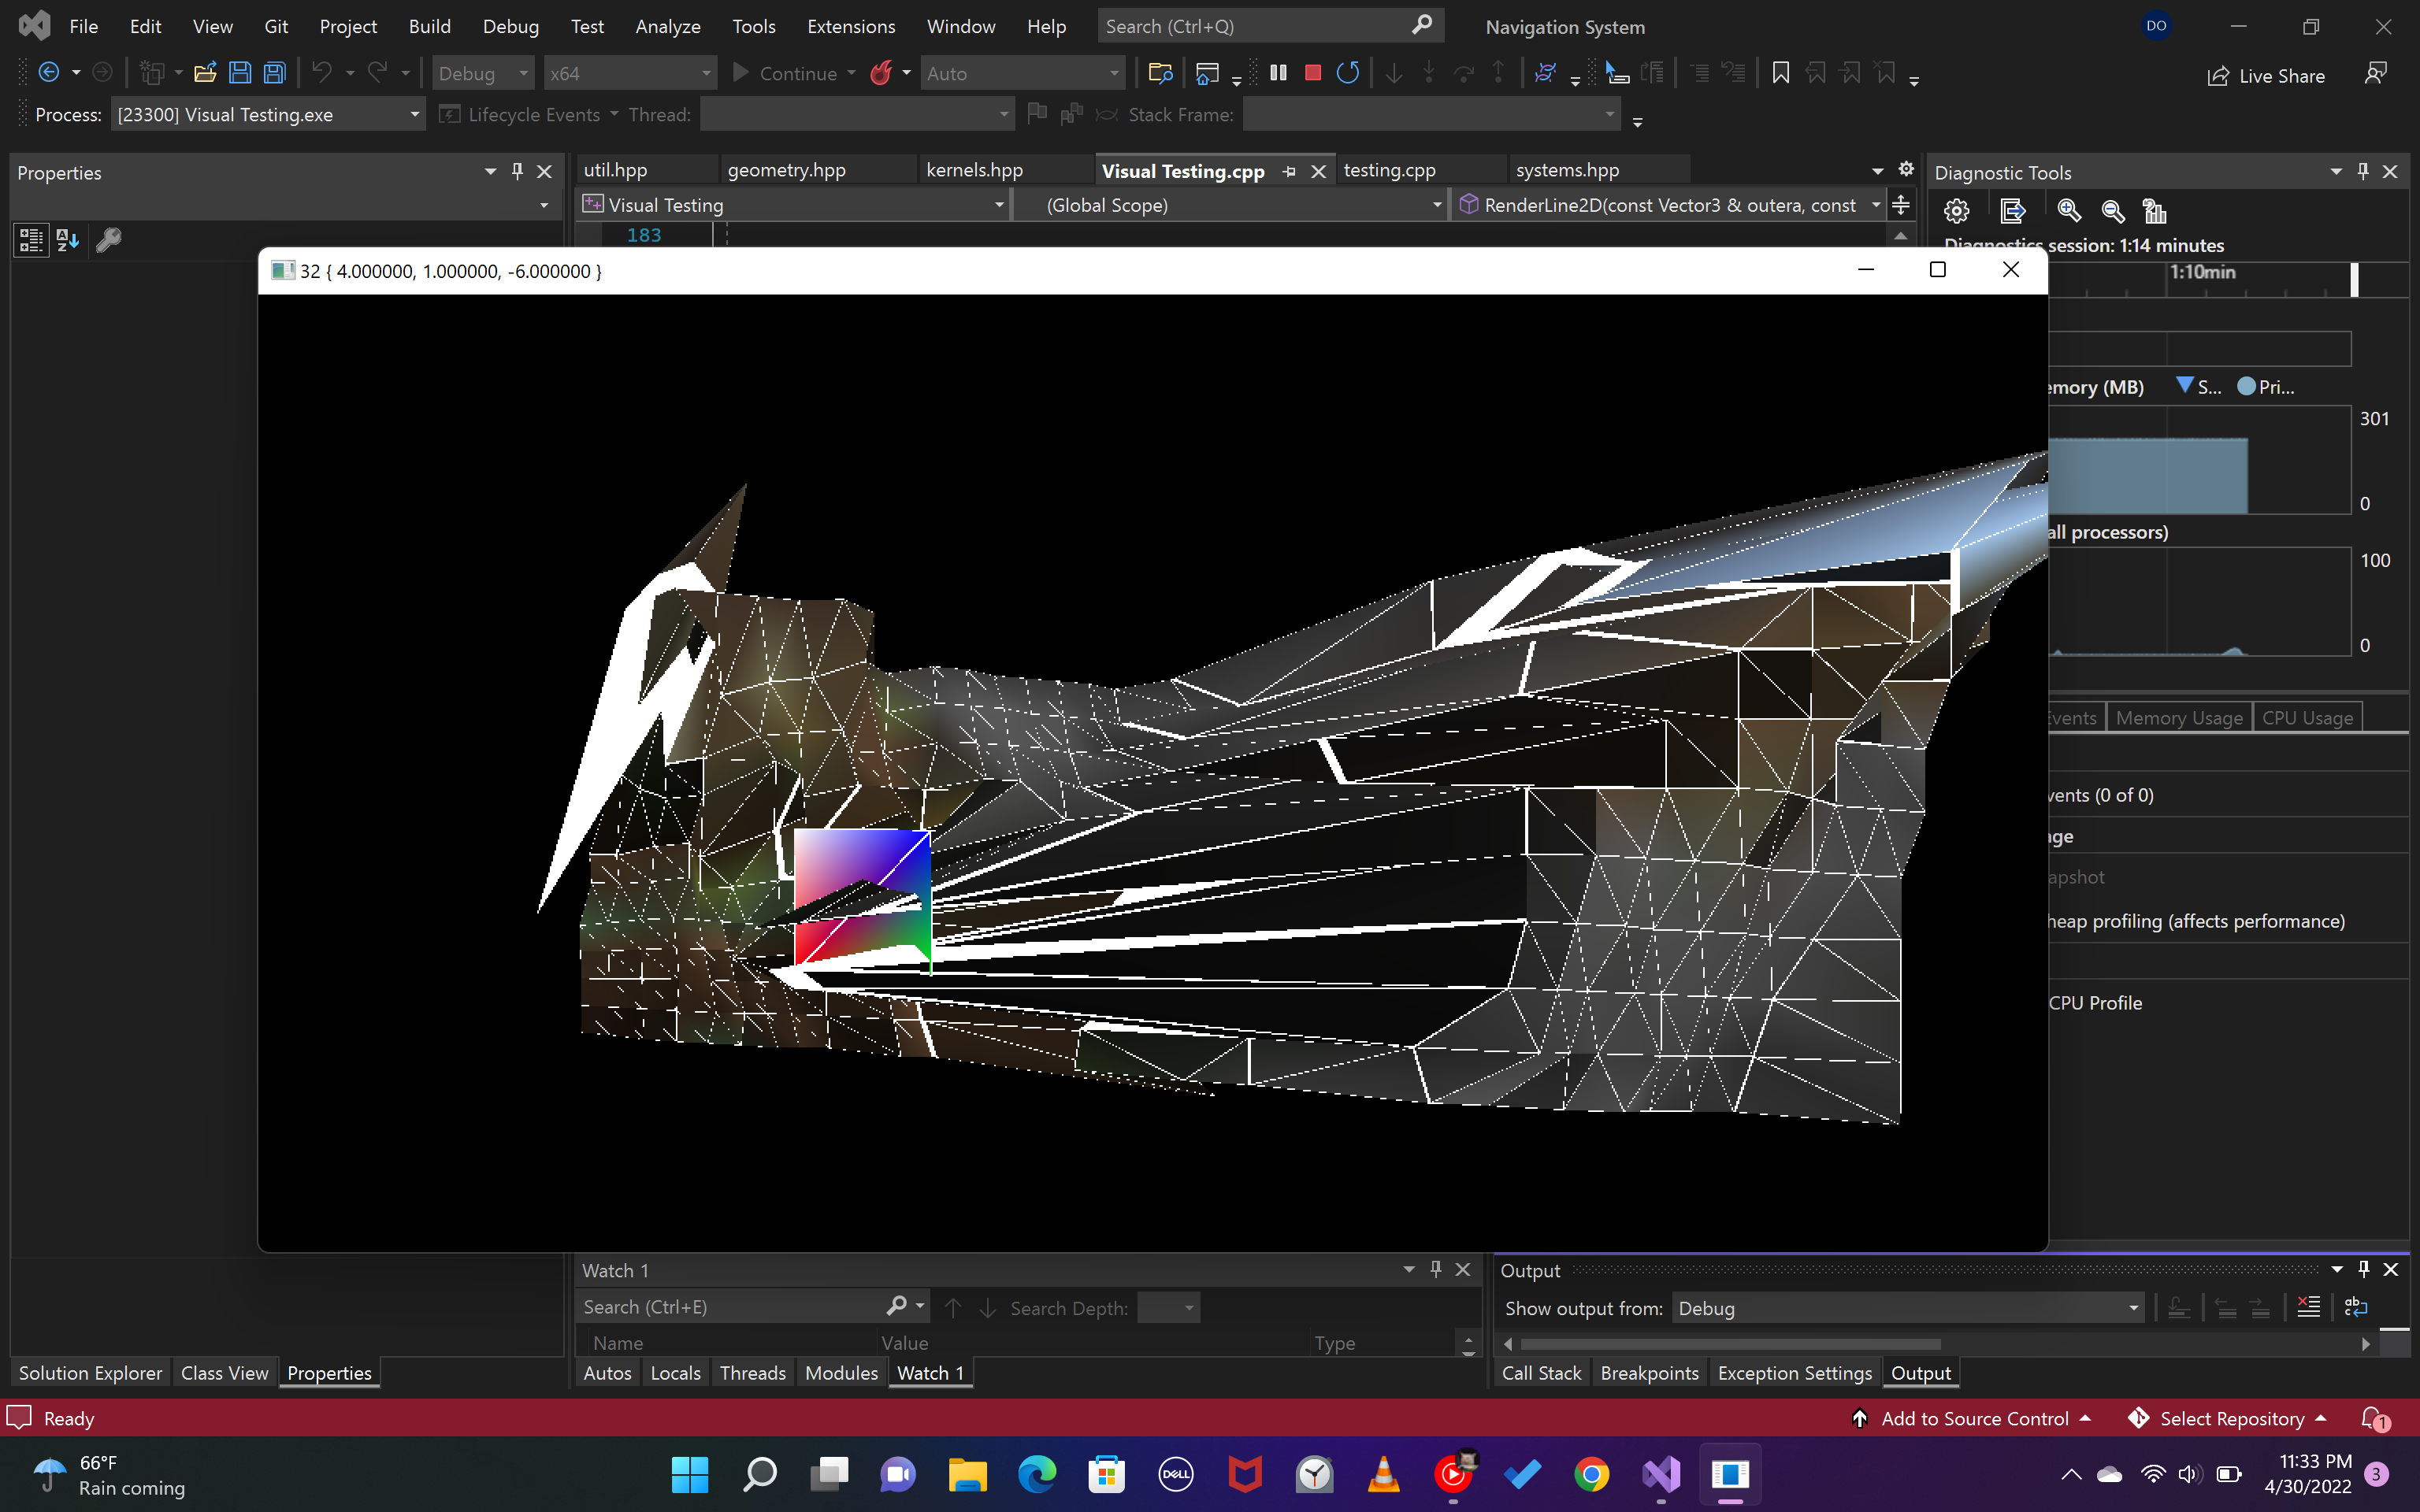 File Edit View Git Project Build Debug Test Analyze Tools Extensions Window Help Search (Ctrl+Q) Navigation System DO
Debug x64 Continue Auto Live Share
Process: [23300] Visual Testing.exe Lifecycle Events Thread: Stack Frame:
Properties
util.hpp geometry.hpp kernels.hpp Visual Testing.cpp testing.cpp systems.hpp
Diagnostic Tools
Visual Testing (Global Scope) RenderLine2D(const Vector3 & outera, const
183
Diagnostics session: 1:14 minutes
32 { 4.000000, 1.000000, -6.000000 }
1:10min
emory (MB) S... Pri...
301
0
all processors)
100
0
Events Memory Usage CPU Usage
vents (0 of 0)
ge
apshot
heap profiling (affects performance)
CPU Profile
Watch 1
Search (Ctrl+E) Search Depth:
Name Value Type
Output
Show output from: Debug
Solution Explorer Class View Properties
Autos Locals Threads Modules Watch 1
Call Stack Breakpoints Exception Settings Output
Ready
Add to Source Control Select Repository 1
66°F
Rain coming
DELL
11:33 PM
4/30/2022
3